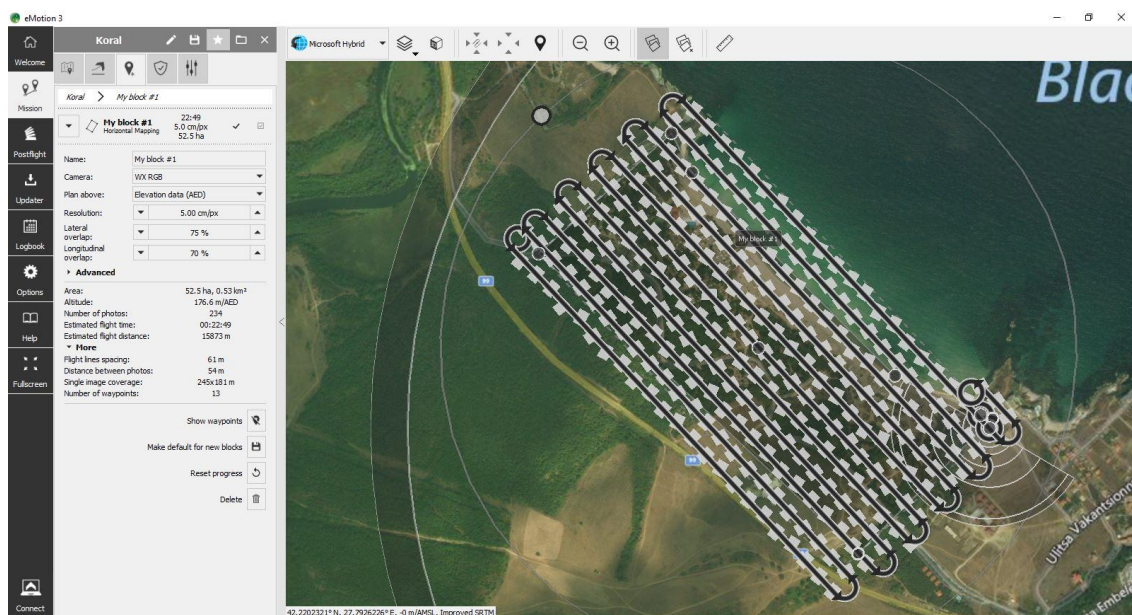 eMotion 3
Welcome
Mission
Postflight
Updater
Logbook
Options
Help
Fullscreen
Connect
Koral
Koral > My block #1
My block #1
Horizontal Mapping
22:49
5.0 cm/px
52.5 ha
Name: My block #1
Camera: WX RGB
Plan above: Elevation data (AED)
Resolution: 5.00 cm/px
Lateral overlap: 75 %
Longitudinal overlap: 70 %
Advanced
Area: 52.5 ha, 0.53 km²
Altitude: 176.6 m/AED
Number of photos: 234
Estimated flight time: 00:22:49
Estimated flight distance: 15873 m
More
Flight lines spacing: 61 m
Distance between photos: 54 m
Single image coverage: 245x181 m
Number of waypoints: 13
Show waypoints
Make default for new blocks
Reset progress
Delete
Microsoft Hybrid
Blac
My block #1
99
99
Ulitsa Vakantsionn
42.2202321° N, 27.7926226° E, -0 m/AMSL, Improved SRTM